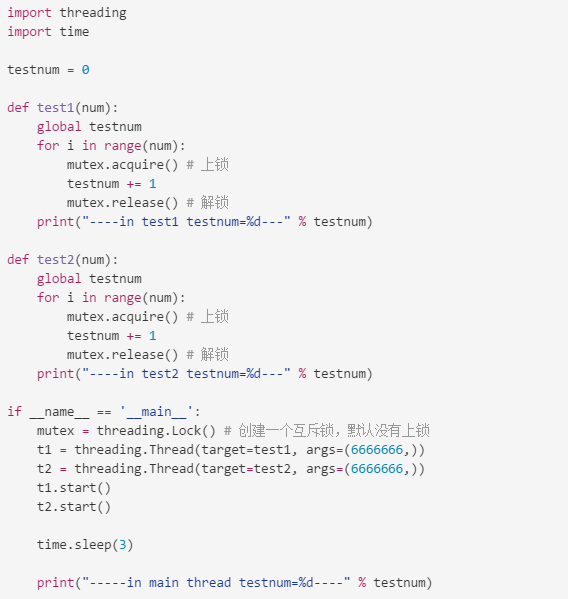 import threading
import time

testnum = 0

def test1(num):
    global testnum
    for i in range(num):
        mutex.acquire() # 上锁
        testnum += 1
        mutex.release() # 解锁
    print("----in test1 testnum=%d---" % testnum)

def test2(num):
    global testnum
    for i in range(num):
        mutex.acquire() # 上锁
        testnum += 1
        mutex.release() # 解锁
    print("----in test2 testnum=%d---" % testnum)

if __name__ == '__main__':
    mutex = threading.Lock() # 创建一个互斥锁，默认没有上锁
    t1 = threading.Thread(target=test1, args=(6666666,))
    t2 = threading.Thread(target=test2, args=(6666666,))
    t1.start()
    t2.start()

    time.sleep(3)

    print("-----in main thread testnum=%d----" % testnum)